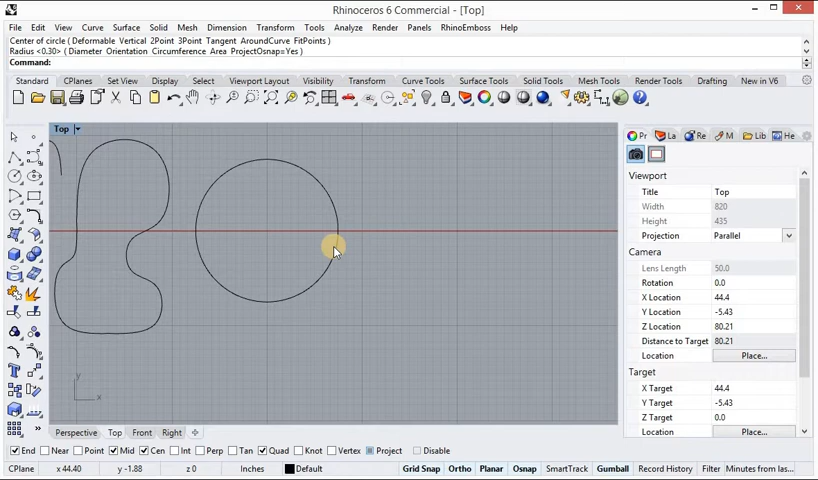 Rhinoceros 6 Commercial - [Top]
File Edit View Curve Surface Solid Mesh Dimension Transform Tools Analyze Render Panels RhinoEmboss Help
Center of circle ( Deformable Vertical 2Point 3Point Tangent AroundCurve FitPoints )
Radius <0.30> ( Diameter Orientation Circumference Area ProjectOsnap=Yes )
Command:
Standard CPlanes Set View Display Select Viewport Layout Visibility Transform Curve Tools Surface Tools Solid Tools Mesh Tools Render Tools Drafting New in V6
Top
Pr La Re M Lib He
Viewport
Title Top
Width 820
Height 435
Projection Parallel
Camera
Lens Length 50.0
Rotation 0.0
X Location 44.4
Y Location -5.43
Z Location 80.21
Distance to Target 80.21
Location Place...
Target
X Target 44.4
Y Target -5.43
Z Target 0.0
Location Place...
y
x
Perspective Top Front Right
End Near Point Mid Cen Int Perp Tan Quad Knot Vertex Project Disable
CPlane x 44.40 y -1.88 z 0 Inches Default Grid Snap Ortho Planar Osnap SmartTrack Gumball Record History Filter Minutes from las...